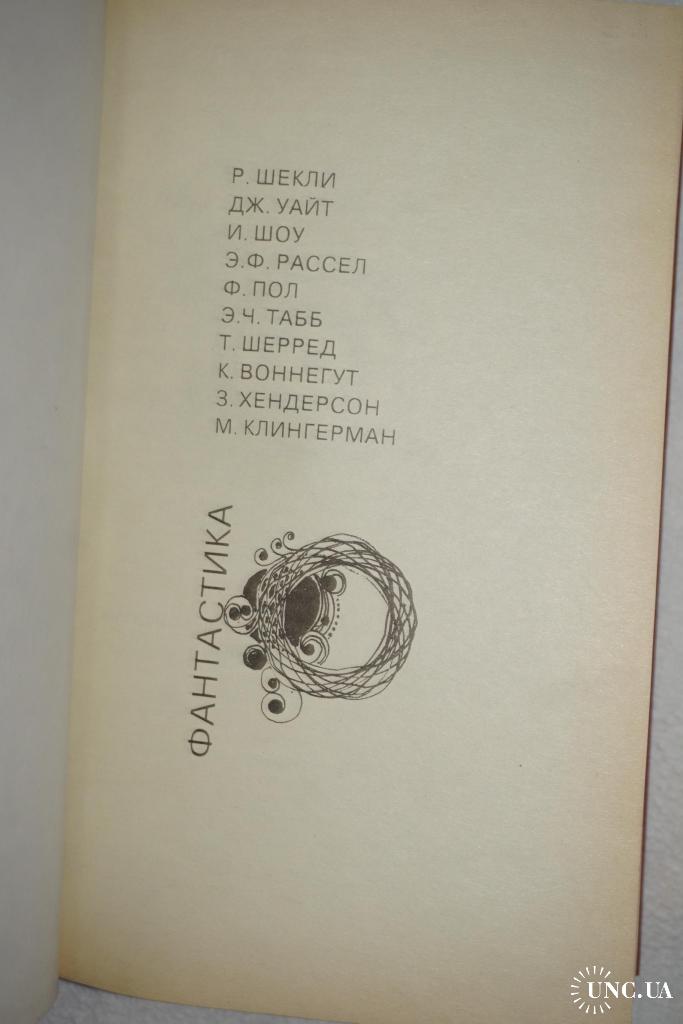 Р. ШЕКЛИ
ДЖ. УАЙТ
И. ШОУ
Э.Ф. РАССЕЛ
Ф. ПОЛ
Э.Ч. ТАББ
Т. ШЕРРЕД
К. ВОННЕГУТ
З. ХЕНДЕРСОН
М. КЛИНГЕРМАН
ФАНТАСТИКА
UNC.UA